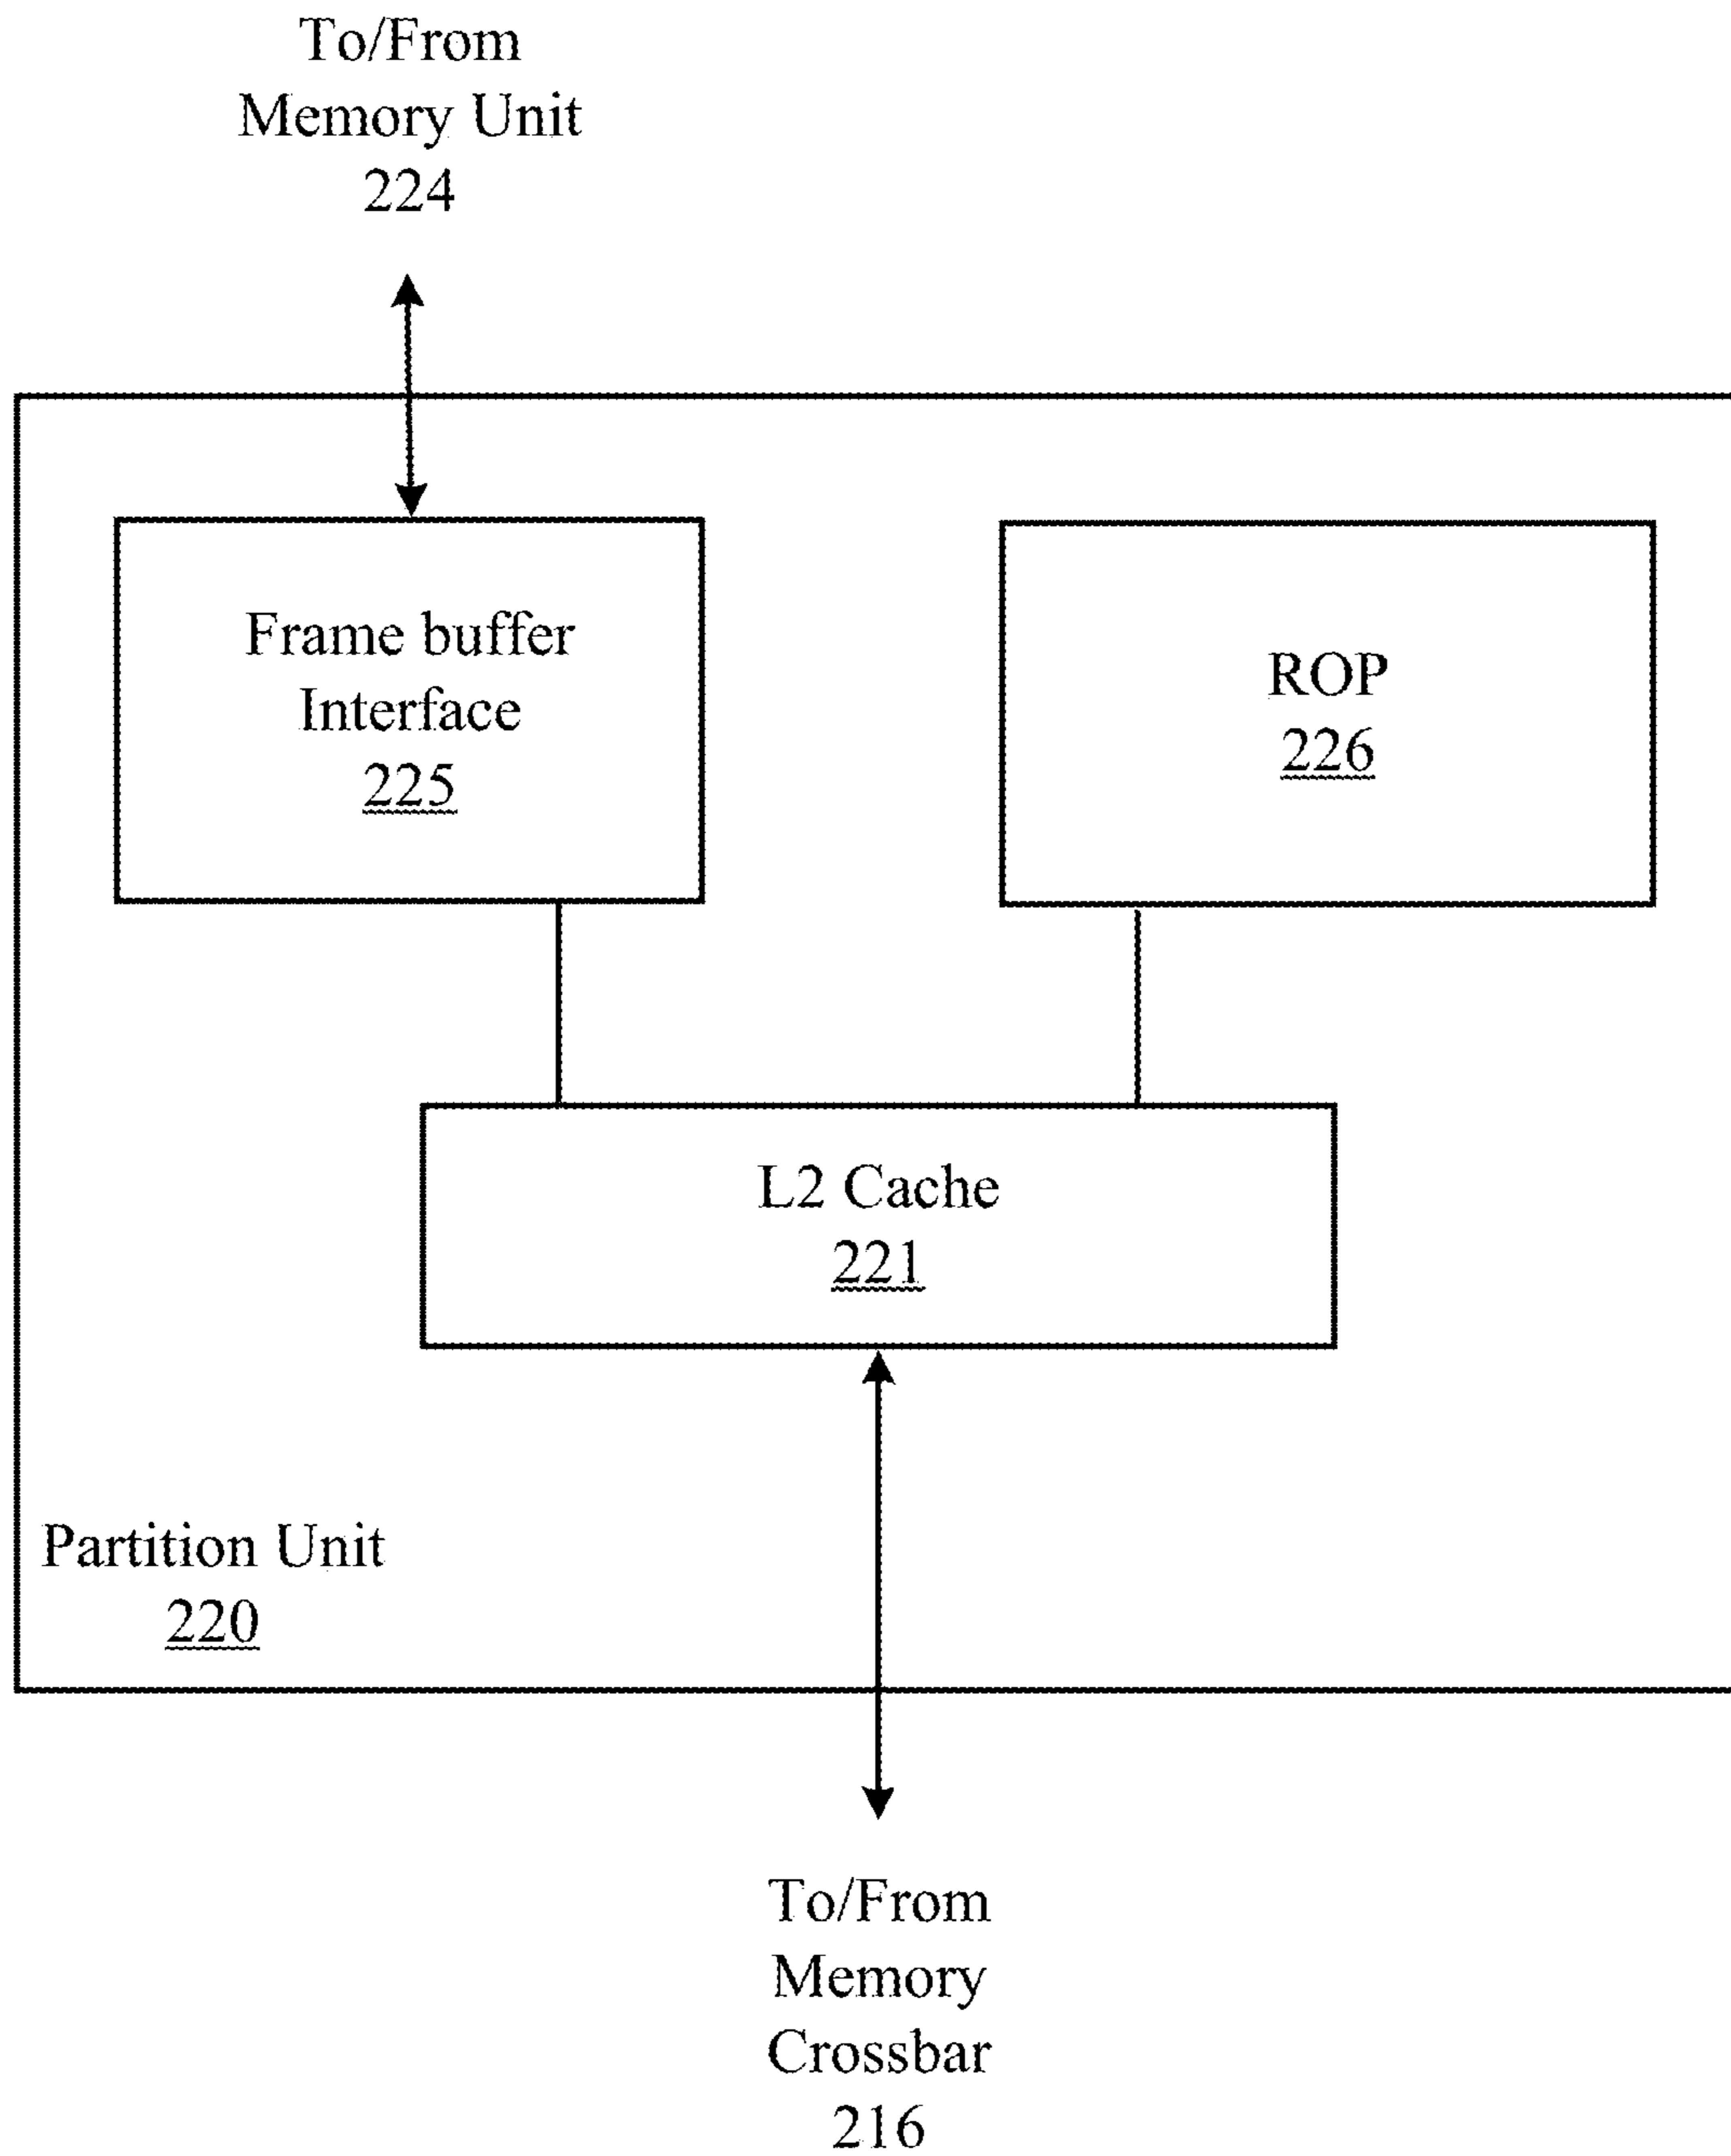 To/From
Memory Unit
224
Frame buffer
Interface
225
ROP
226
L2 Cache
221
Partition Unit
220
To/From
Memory
Crossbar
216